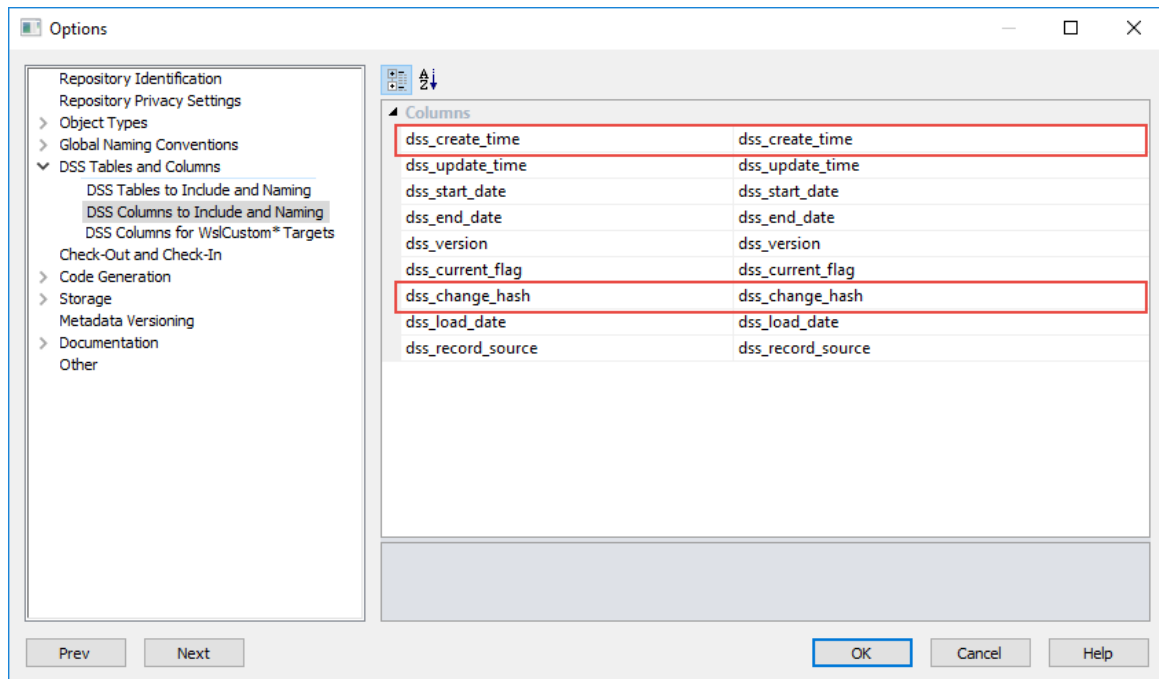 Options
Repository Identification
Repository Privacy Settings
Object Types
Global Naming Conventions
DSS Tables and Columns
DSS Tables to Include and Naming
DSS Columns to Include and Naming
DSS Columns for WslCustom* Targets
Check-Out and Check-In
Code Generation
Storage
Metadata Versioning
Documentation
Other
Columns
dss_create_time dss_create_time
dss_update_time dss_update_time
dss_start_date dss_start_date
dss_end_date dss_end_date
dss_version dss_version
dss_current_flag dss_current_flag
dss_change_hash dss_change_hash
dss_load_date dss_load_date
dss_record_source dss_record_source
Prev Next OK Cancel Help